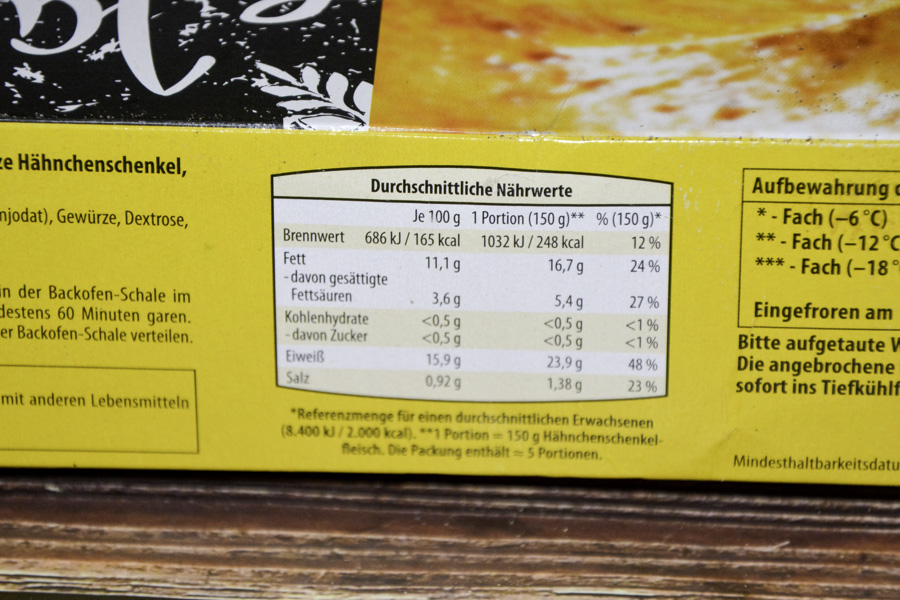 ze Hähnchenschenkel,
njodat), Gewürze, Dextrose,
in der Backofen-Schale im
destens 60 Minuten garen.
er Backofen-Schale verteilen.
mit anderen Lebensmitteln
Durchschnittliche Nährwerte
Je 100 g 1 Portion (150 g)** % (150 g)*
Brennwert 686 kJ / 165 kcal 1032 kJ / 248 kcal 12 %
Fett 11,1 g 16,7 g 24 %
- davon gesättigte
Fettsäuren 3,6 g 5,4 g 27 %
Kohlenhydrate <0,5 g <0,5 g <1 %
- davon Zucker <0,5 g <0,5 g <1 %
Eiweiß 15,9 g 23,9 g 48 %
Salz 0,92 g 1,38 g 23 %
*Referenzmenge für einen durchschnittlichen Erwachsenen
(8.400 kJ / 2.000 kcal). **1 Portion = 150 g Hähnchenschenkel-
fleisch. Die Packung enthält ≈ 5 Portionen.
Aufbewahrung
* - Fach (–6 °C)
** - Fach (–12 °C
*** - Fach (–18 °
Eingefroren am
Bitte aufgetaute W
Die angebrochene
sofort ins Tiefkühlf
Mindesthaltbarkeitsdatu